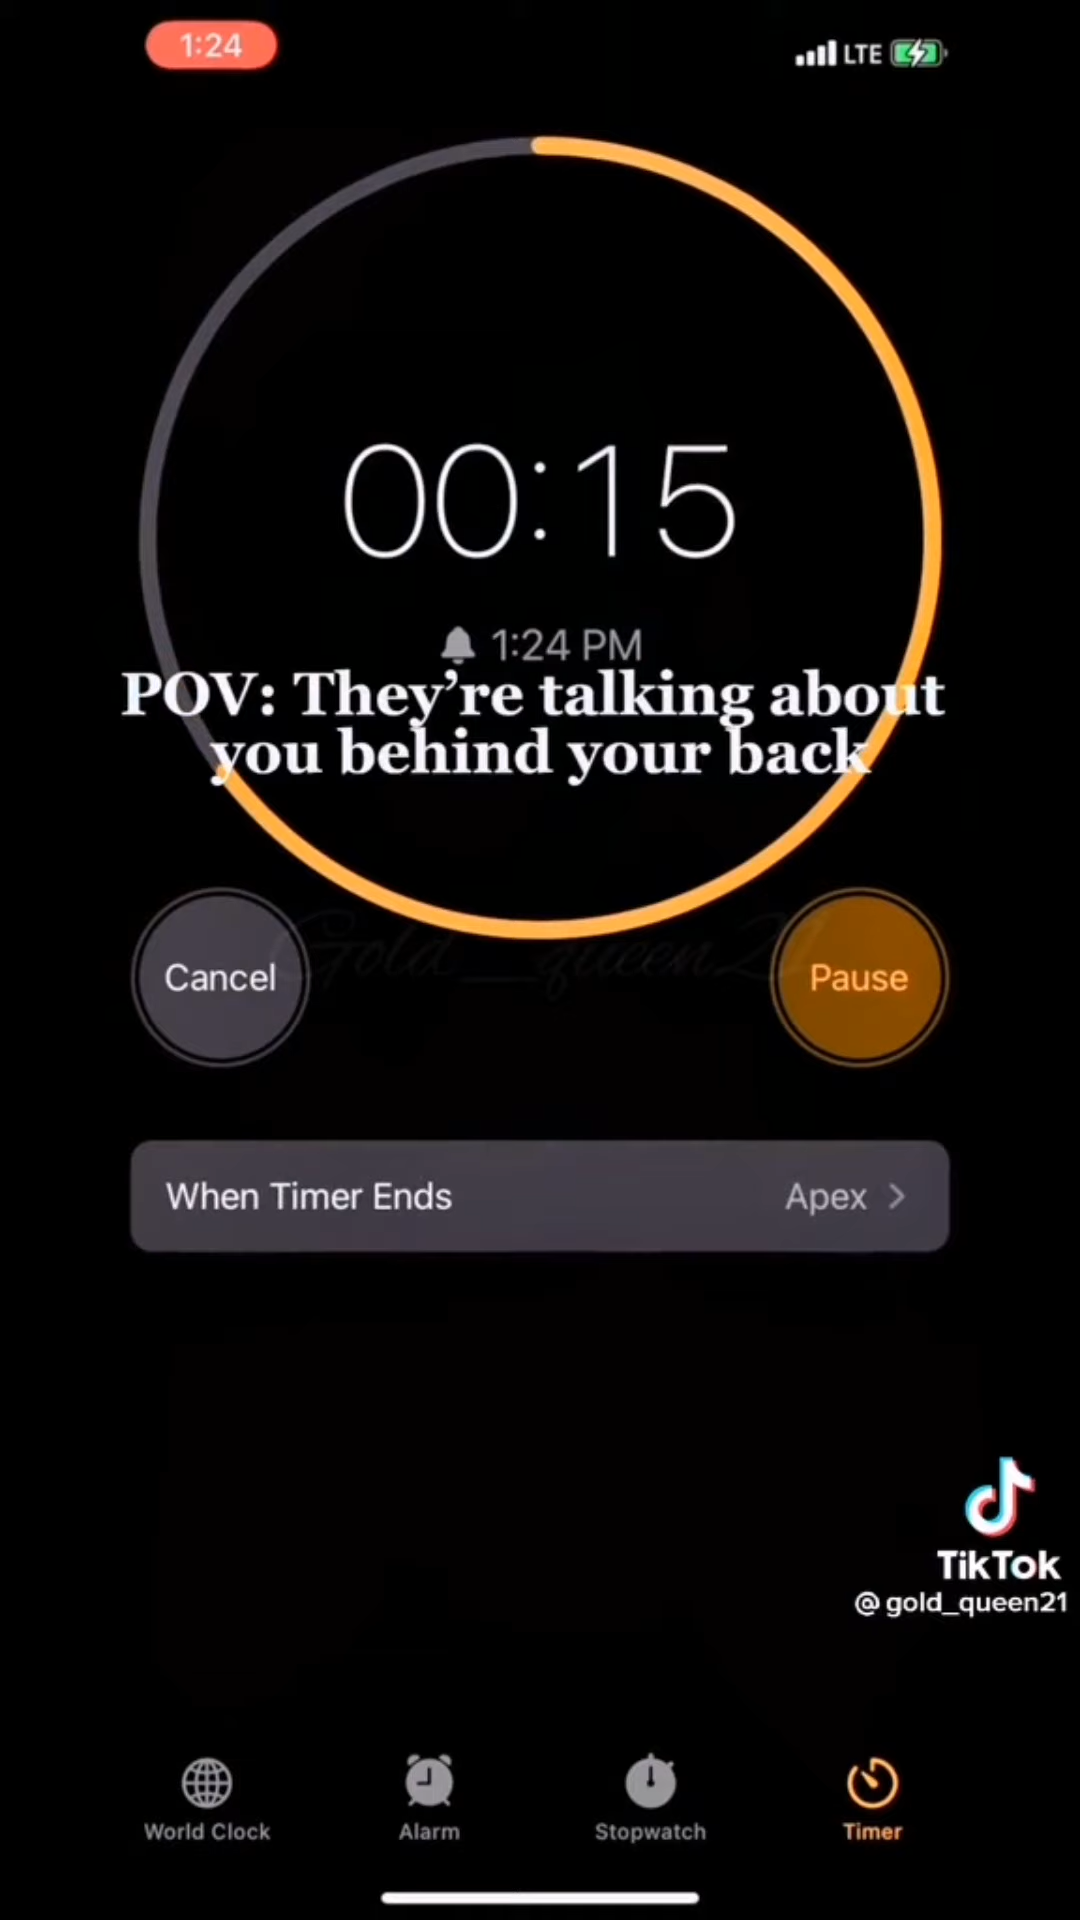 1:24 LTE
00:15
1:24 PM
POV: They're talking about
you behind your back
Gold__queen21
Cancel Pause
When Timer Ends Apex
TikTok
@gold_queen21
World Clock Alarm Stopwatch Timer